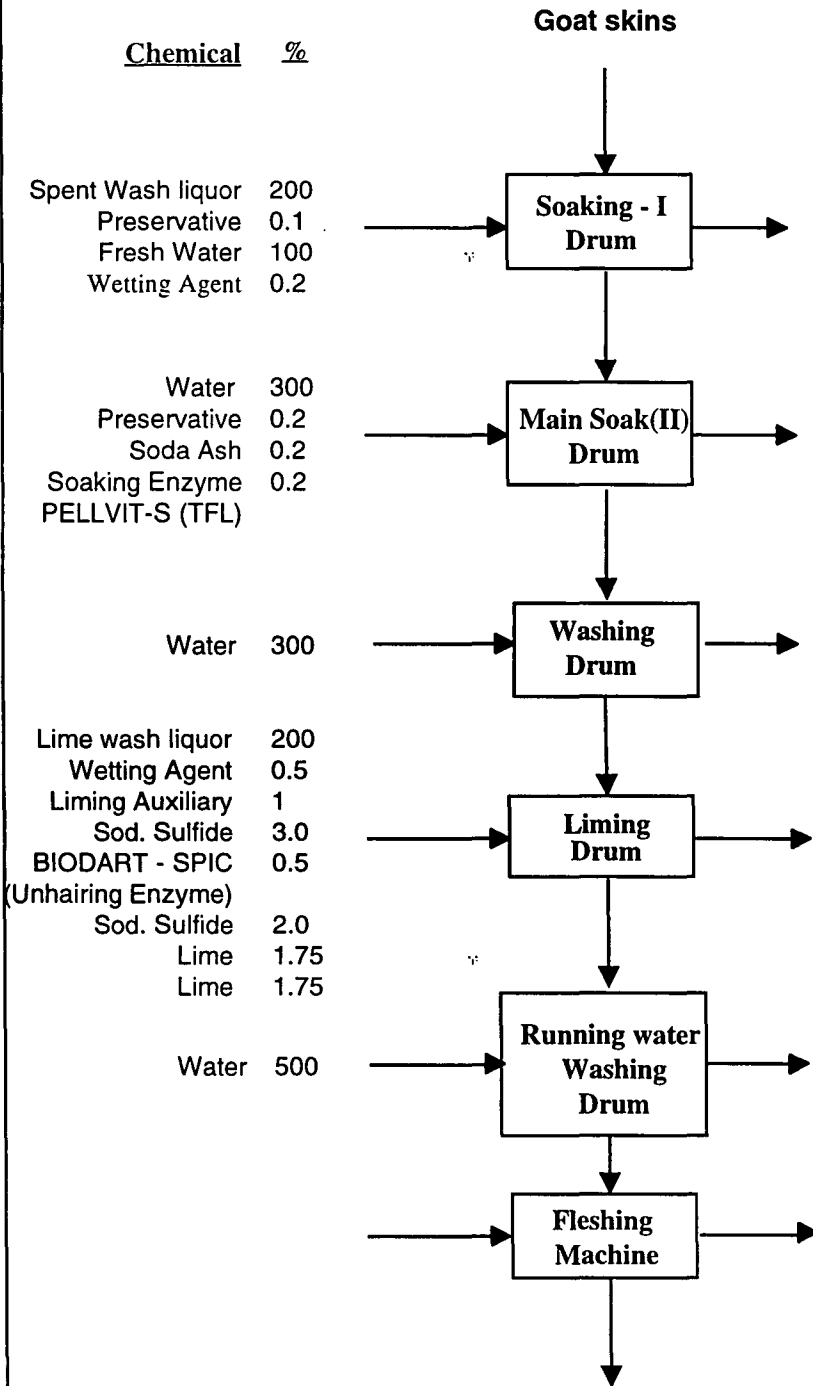 Goat skins
Chemical %
Spent Wash liquor 200
Preservative 0.1
Fresh Water 100
Wetting Agent 0.2
Soaking - I
Drum
Water 300
Preservative 0.2
Soda Ash 0.2
Soaking Enzyme 0.2
PELLVIT-S (TFL)
Main Soak(II)
Drum
Water 300
Washing
Drum
Lime wash liquor 200
Wetting Agent 0.5
Liming Auxiliary 1
Sod. Sulfide 3.0
BIODART - SPIC 0.5
(Unhairing Enzyme)
Sod. Sulfide 2.0
Lime 1.75
Lime 1.75
Liming
Drum
Water 500
Running water
Washing
Drum
Fleshing
Machine